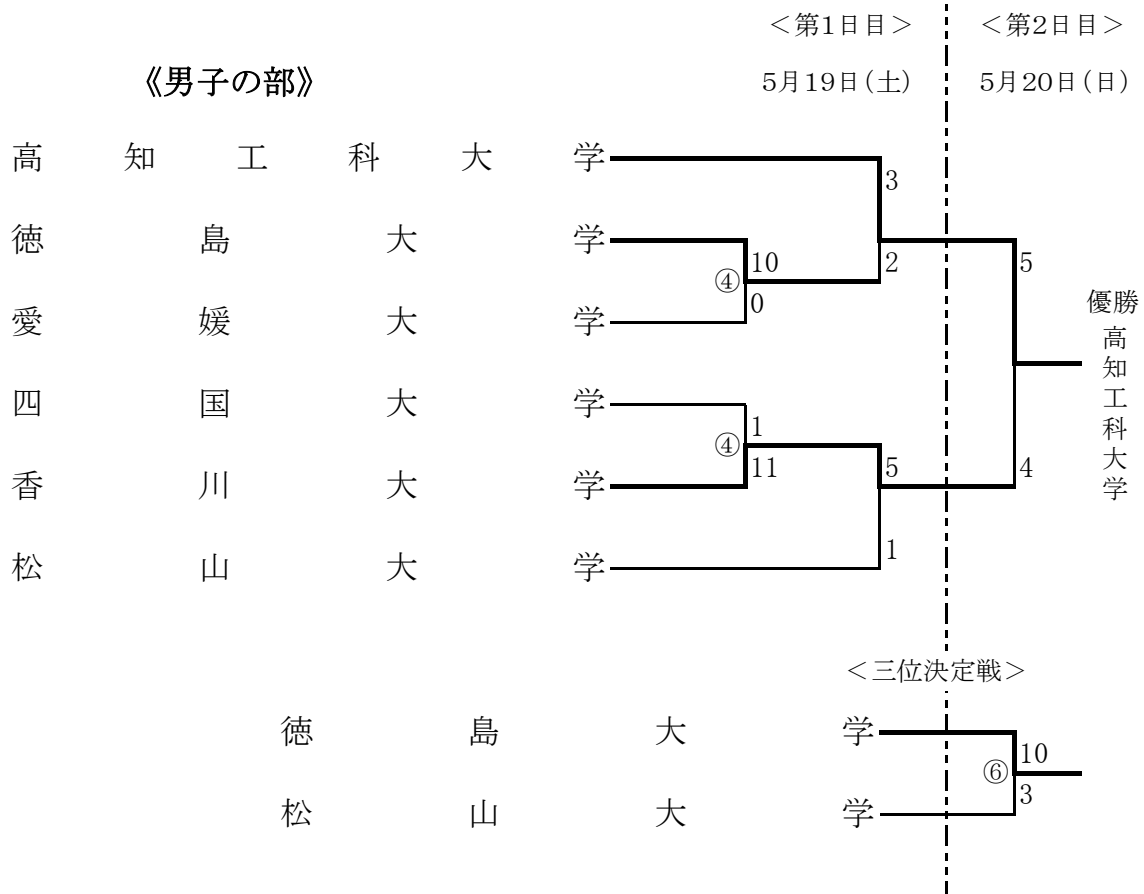 <第1日目>
<第2日目>
《男子の部》
5月19日(土)
5月20日(日)
高知工科大学
3
徳島大学
10
2
5
④
0
愛媛大学
優勝
高知工科大学
四国大学
1
④
11
5
4
香川大学
1
松山大学
<三位決定戦>
徳島大学
10
⑥
3
松山大学